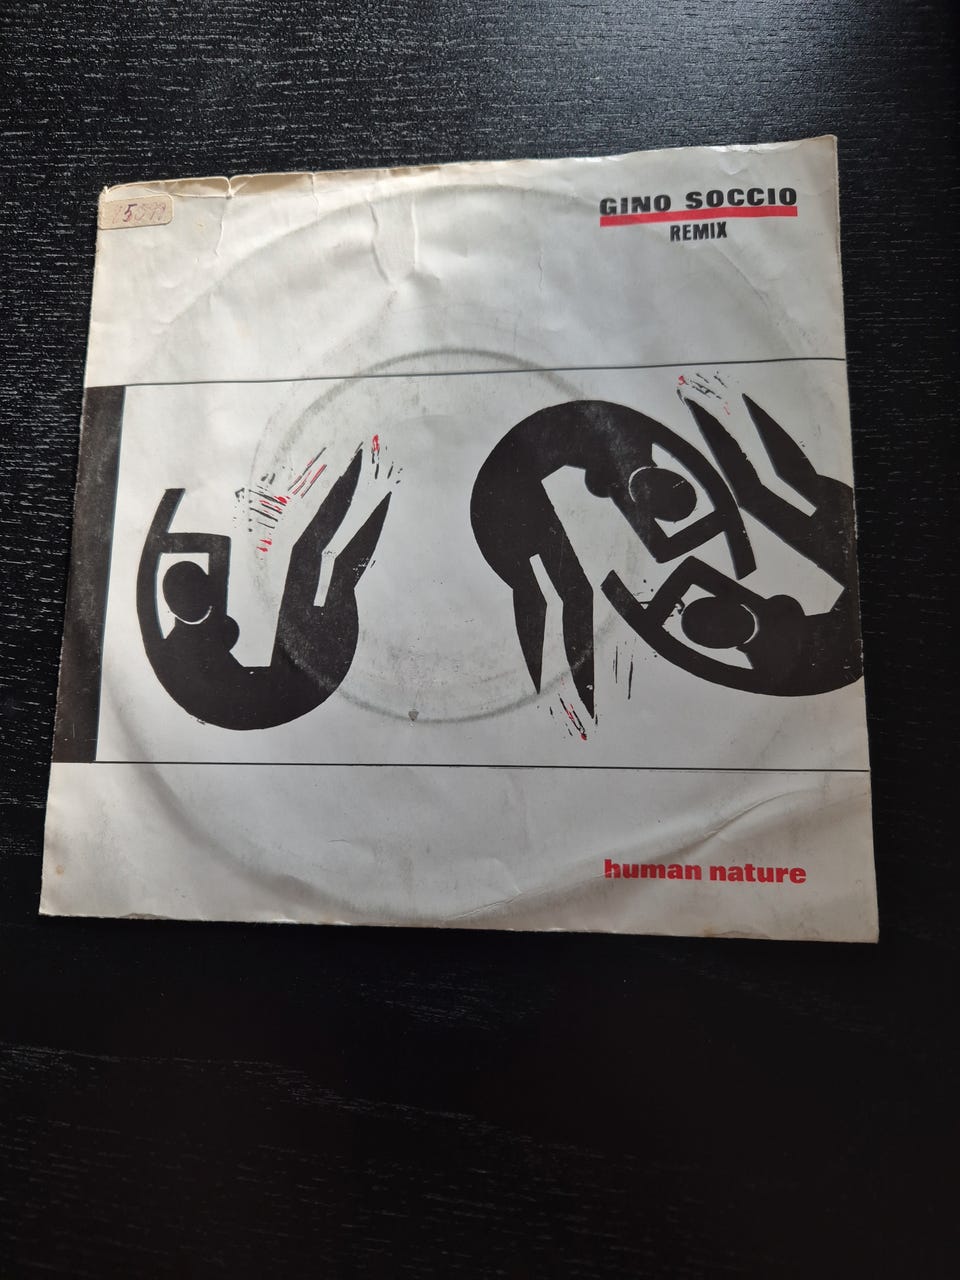 GINO SOCCIO
REMIX
human nature